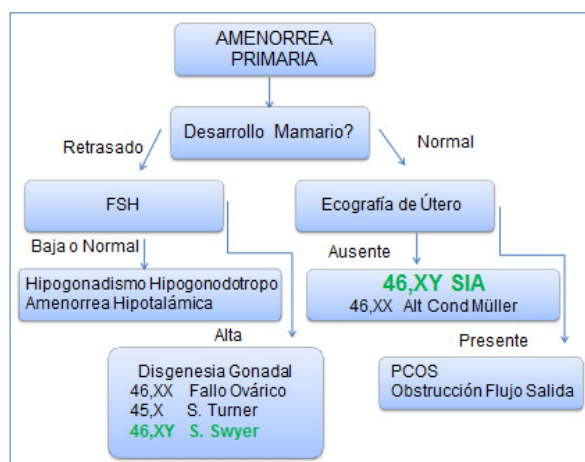 AMENORREA
PRIMARIA
Desarrollo Mamario?
Retrasado
Normal
FSH
Ecografía de Útero
Baja o Normal
Ausente
Hipogonadismo Hipogonodotropo
Amenorrea Hipotalámica
46,XY SIA
46,XX Alt Cond Müller
Alta
Presente
Disgenesia Gonadal
46,XX Fallo Ovárico
45,X S. Turner
46,XY S. Swyer
PCOS
Obstrucción Flujo Salida